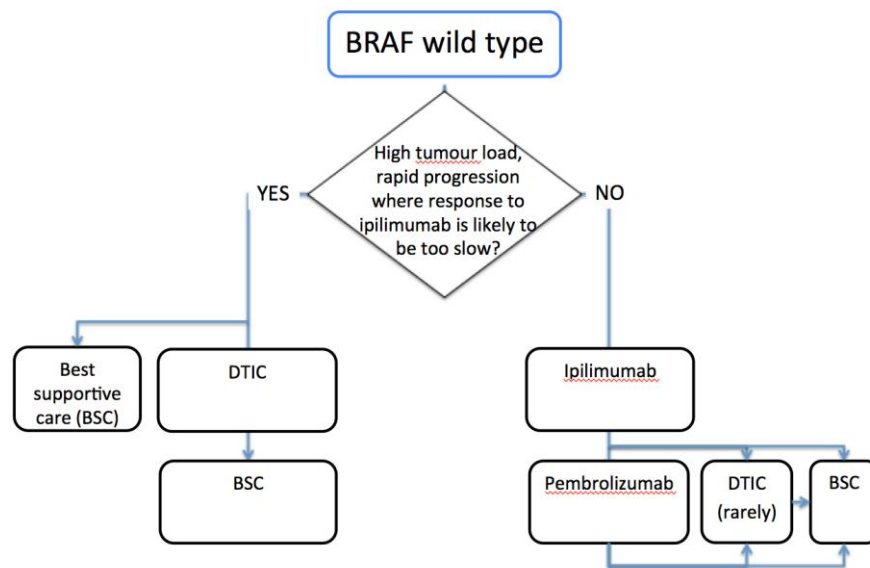 BRAF wild type
High tumour load,
rapid progression
where response to
ipilimumab is likely to
be too slow?
YES
NO
Best
supportive
care (BSC)
DTIC
Ipilimumab
BSC
Pembrolizumab
DTIC
(rarely)
BSC